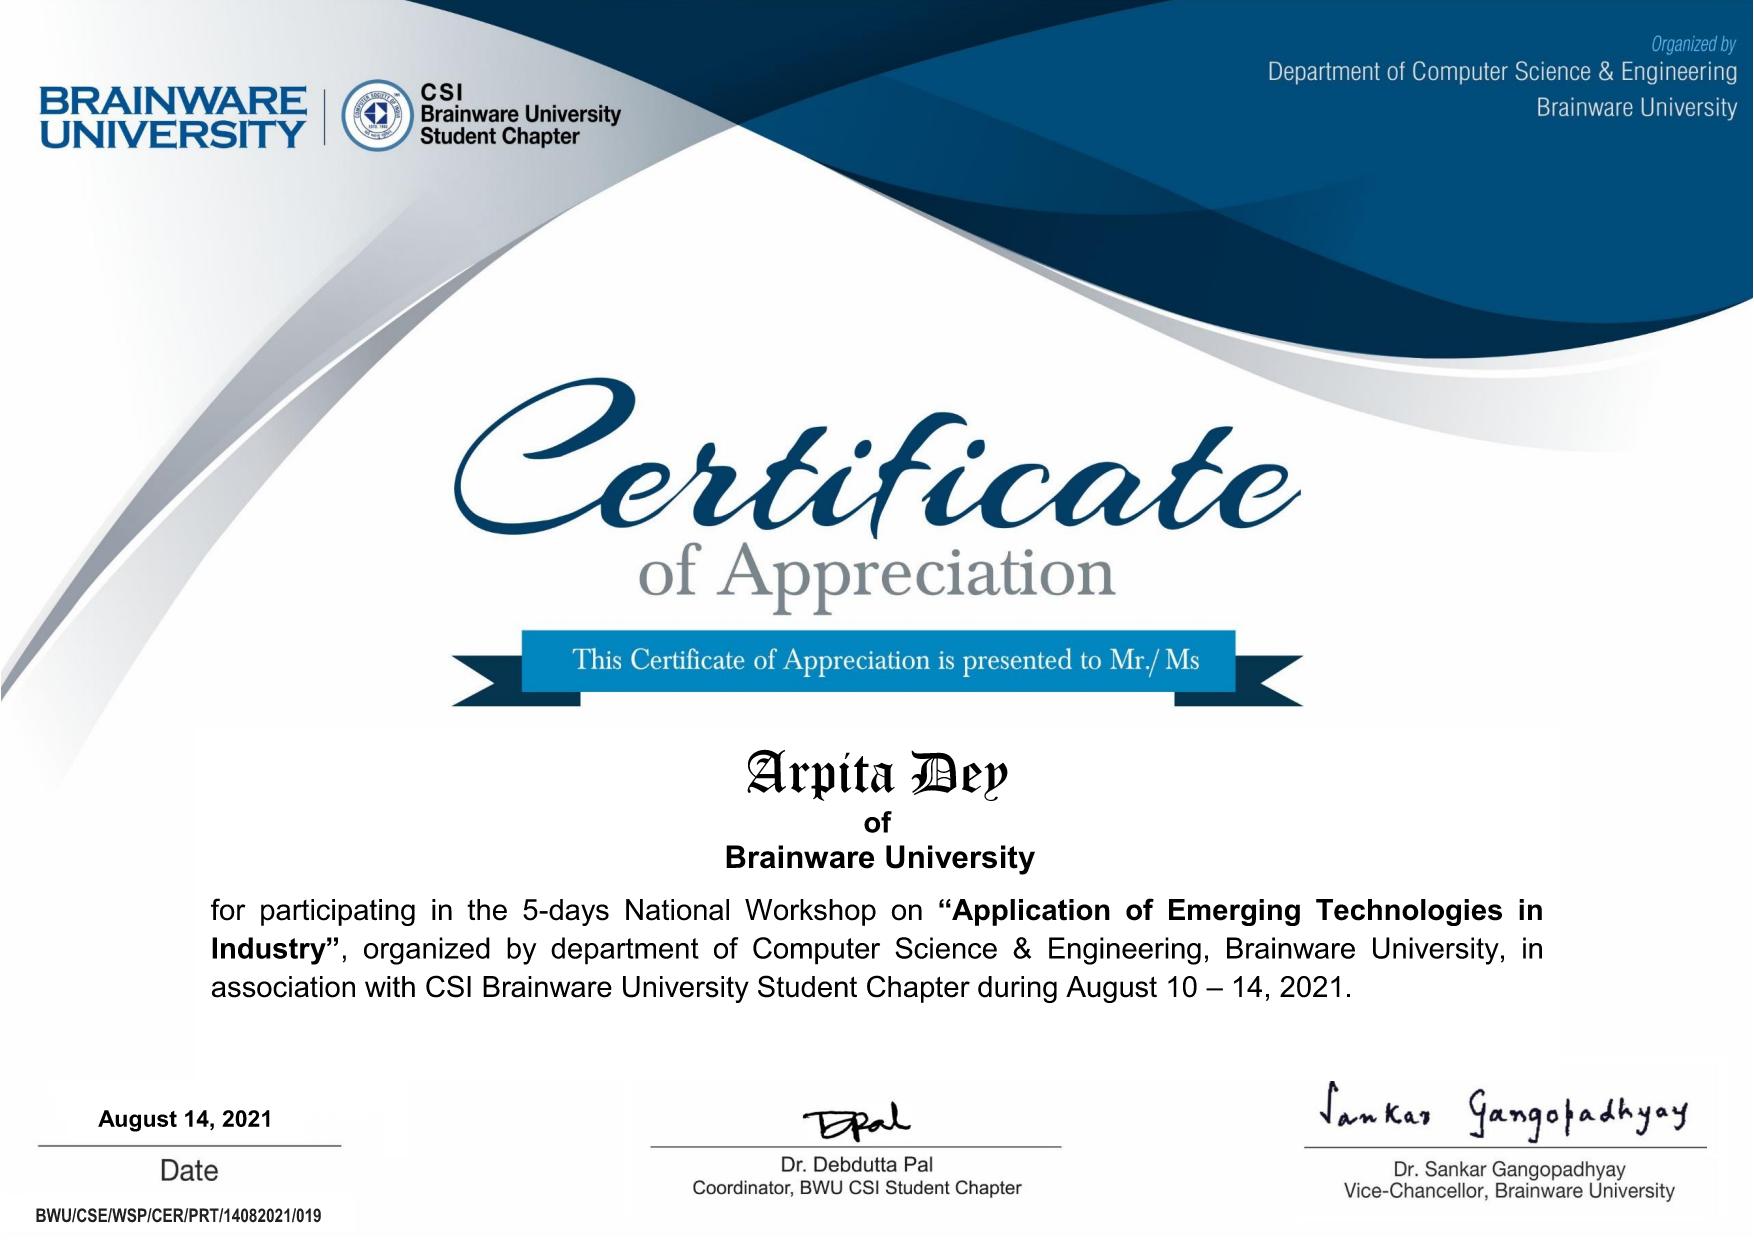 BRAINWARE
UNIVERSITY
CSI
Brainware University
Student Chapter
Organized by
Department of Computer Science & Engineering
Brainware University
Certificate
of Appreciation
This Certificate of Appreciation is presented to Mr./ Ms
Arpita Dey
of
Brainware University
for participating in the 5-days National Workshop on “Application of Emerging Technologies in
Industry”, organized by department of Computer Science & Engineering, Brainware University, in
association with CSI Brainware University Student Chapter during August 10 – 14, 2021.
August 14, 2021
Date
BWU/CSE/WSP/CER/PRT/14082021/019
DPal
Dr. Debdutta Pal
Coordinator, BWU CSI Student Chapter
Sankar Gangopadhyay
Dr. Sankar Gangopadhyay
Vice-Chancellor, Brainware University